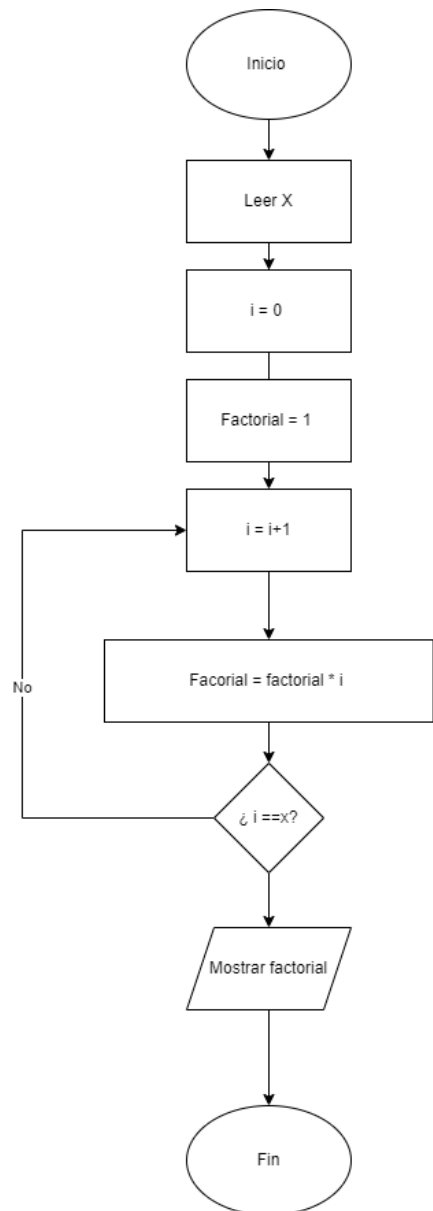 Inicio
Leer X
i = 0
Factorial = 1
i = i+1
Facorial = factorial * i
No
¿ i ==x?
Mostrar factorial
Fin